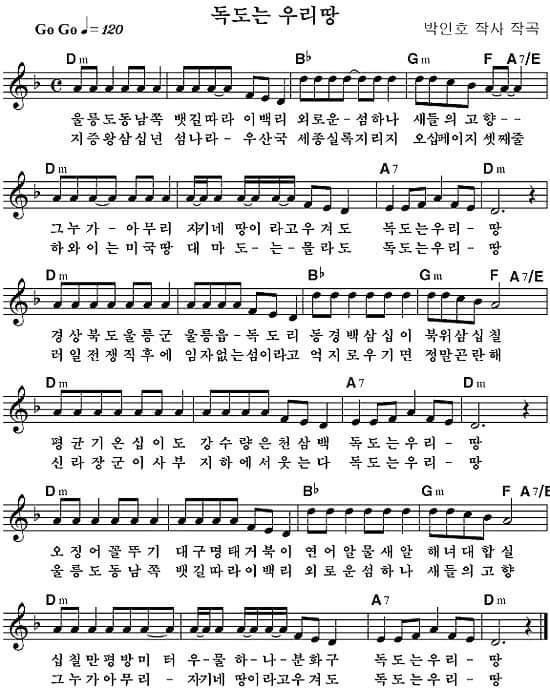 독도는 우리땅
Go Go ♩=120
박인호 작사 작곡
Dm B♭ Gm F A7/E
울릉도동남쪽 뱃길따라 이백리 외로운-섬하나 새들의 고향--
지증왕십삼년 섬나라-우산국 세종실록지리지 오십페이지 셋째줄
Dm A7 Dm
그누가-아무리 자기네 땅이라고우겨도 독도는우리-땅
하와이는미국땅 대마도-는-몰라도 독도는우리-땅
Dm B♭ Gm F A7/E
경상북도울릉군 울릉읍-독도리 동경백삼십이 북위삼십칠
러일전쟁직후에 임자없는섬이라고 억지로우기면 정말곤란해
Dm A7 Dm
평균기온십이도 강수량은천삼백 독도는우리-땅
신라장군이사부 지하에서웃는다 독도는우리-땅
Dm B♭ Gm F A7/E
오징어꼴뚜기 대구명태거북이 연어알물새알 해녀대합실
울릉도동남쪽 뱃길따라이백리 외로운섬하나 새들의고향
Dm A7 Dm
십칠만평방미터 우-물하나-분화구 독도는우리-땅
그누가아무리-자기네 땅이라고우겨도 독도는우리-땅